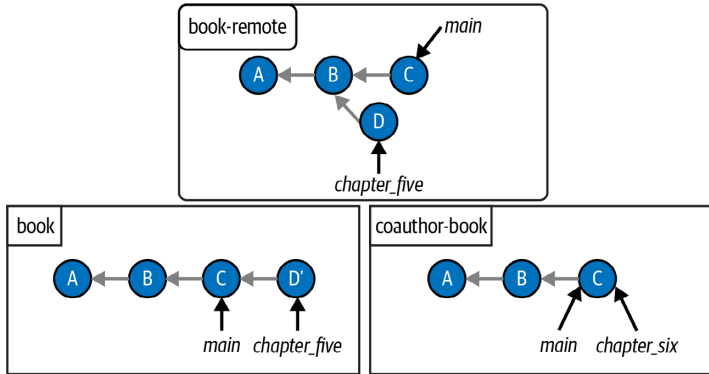 book-remote
main
A
B
C
D
chapter_five
book
A
B
C
D'
main
chapter_five
coauthor-book
A
B
C
main
chapter_six